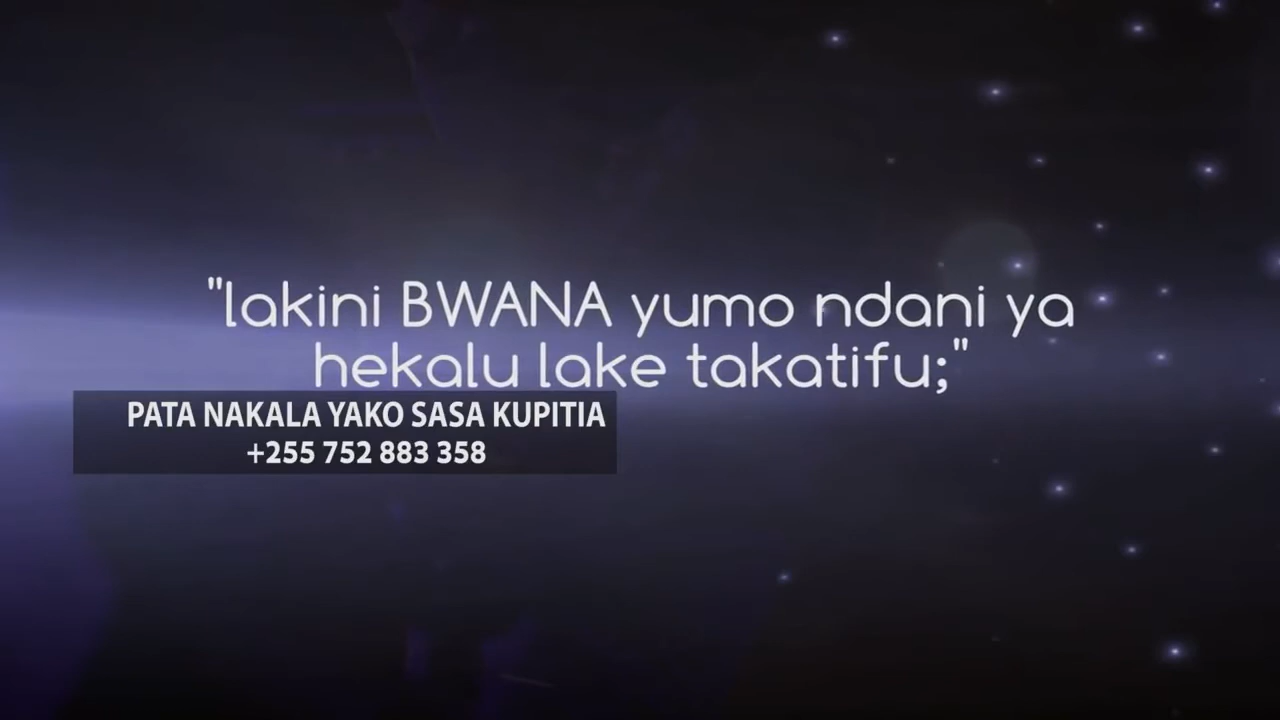 "lakini BWANA yumo ndani ya
hekalu lake takatifu;"
PATA NAKALA YAKO SASA KUPITIA
+255 752 883 358